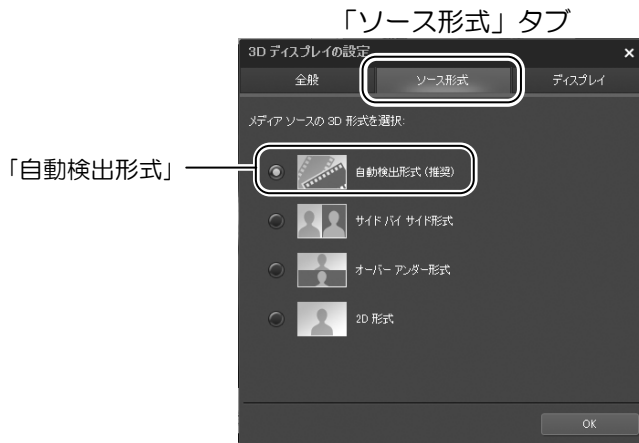 「ソース形式」タブ
3D ディスプレイの設定
×
全般
ソース形式
ディスプレイ
メディア ソースの 3D 形式を選択:
「自動検出形式」
自動検出形式 (推奨)
サイド バイ サイド形式
オーバー アンダー形式
2D 形式
OK